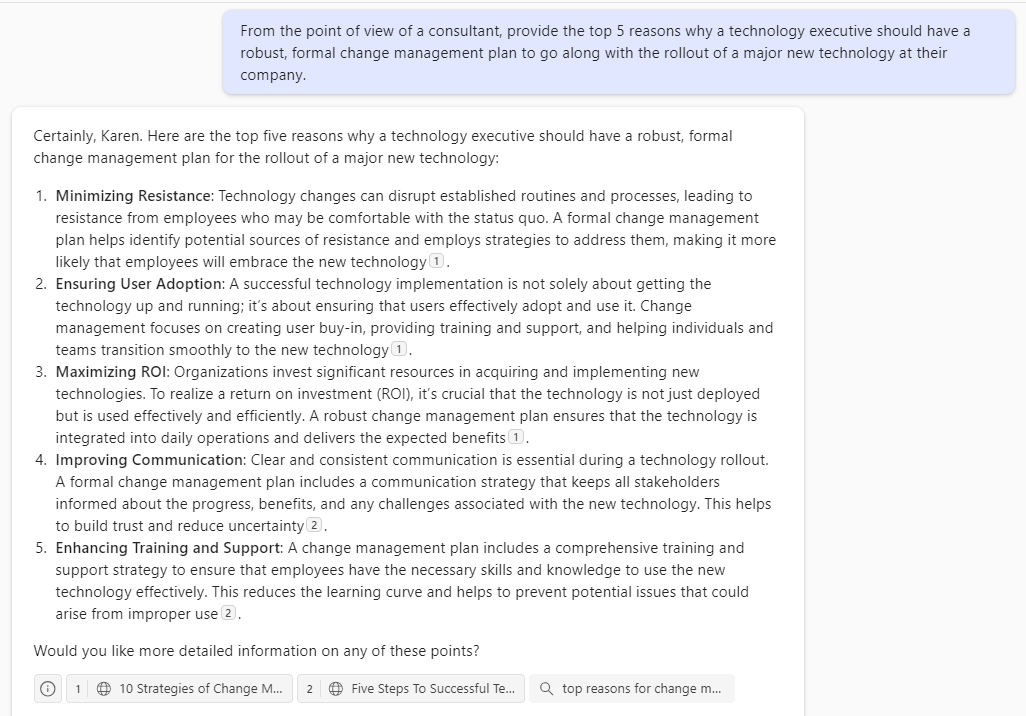 From the point of view of a consultant, provide the top 5 reasons why a technology executive should have a
robust, formal change management plan to go along with the rollout of a major new technology at their
company.
Certainly, Karen. Here are the top five reasons why a technology executive should have a robust, formal
change management plan for the rollout of a major new technology:
1. Minimizing Resistance: Technology changes can disrupt established routines and processes, leading to
resistance from employees who may be comfortable with the status quo. A formal change management
plan helps identify potential sources of resistance and employs strategies to address them, making it more
likely that employees will embrace the new technology 1 .
2. Ensuring User Adoption: A successful technology implementation is not solely about getting the
technology up and running; it's about ensuring that users effectively adopt and use it. Change
management focuses on creating user buy-in, providing training and support, and helping individuals and
teams transition smoothly to the new technology 1 .
3. Maximizing ROI: Organizations invest significant resources in acquiring and implementing new
technologies. To realize a return on investment (ROI), it's crucial that the technology is not just deployed
but is used effectively and efficiently. A robust change management plan ensures that the technology is
integrated into daily operations and delivers the expected benefits 1 .
4. Improving Communication: Clear and consistent communication is essential during a technology rollout.
A formal change management plan includes a communication strategy that keeps all stakeholders
informed about the progress, benefits, and any challenges associated with the new technology. This helps
to build trust and reduce uncertainty 2 .
5. Enhancing Training and Support: A change management plan includes a comprehensive training and
support strategy to ensure that employees have the necessary skills and knowledge to use the new
technology effectively. This reduces the learning curve and helps to prevent potential issues that could
arise from improper use 2 .
Would you like more detailed information on any of these points?
1 10 Strategies of Change M... 2 Five Steps To Successful Te... top reasons for change m...